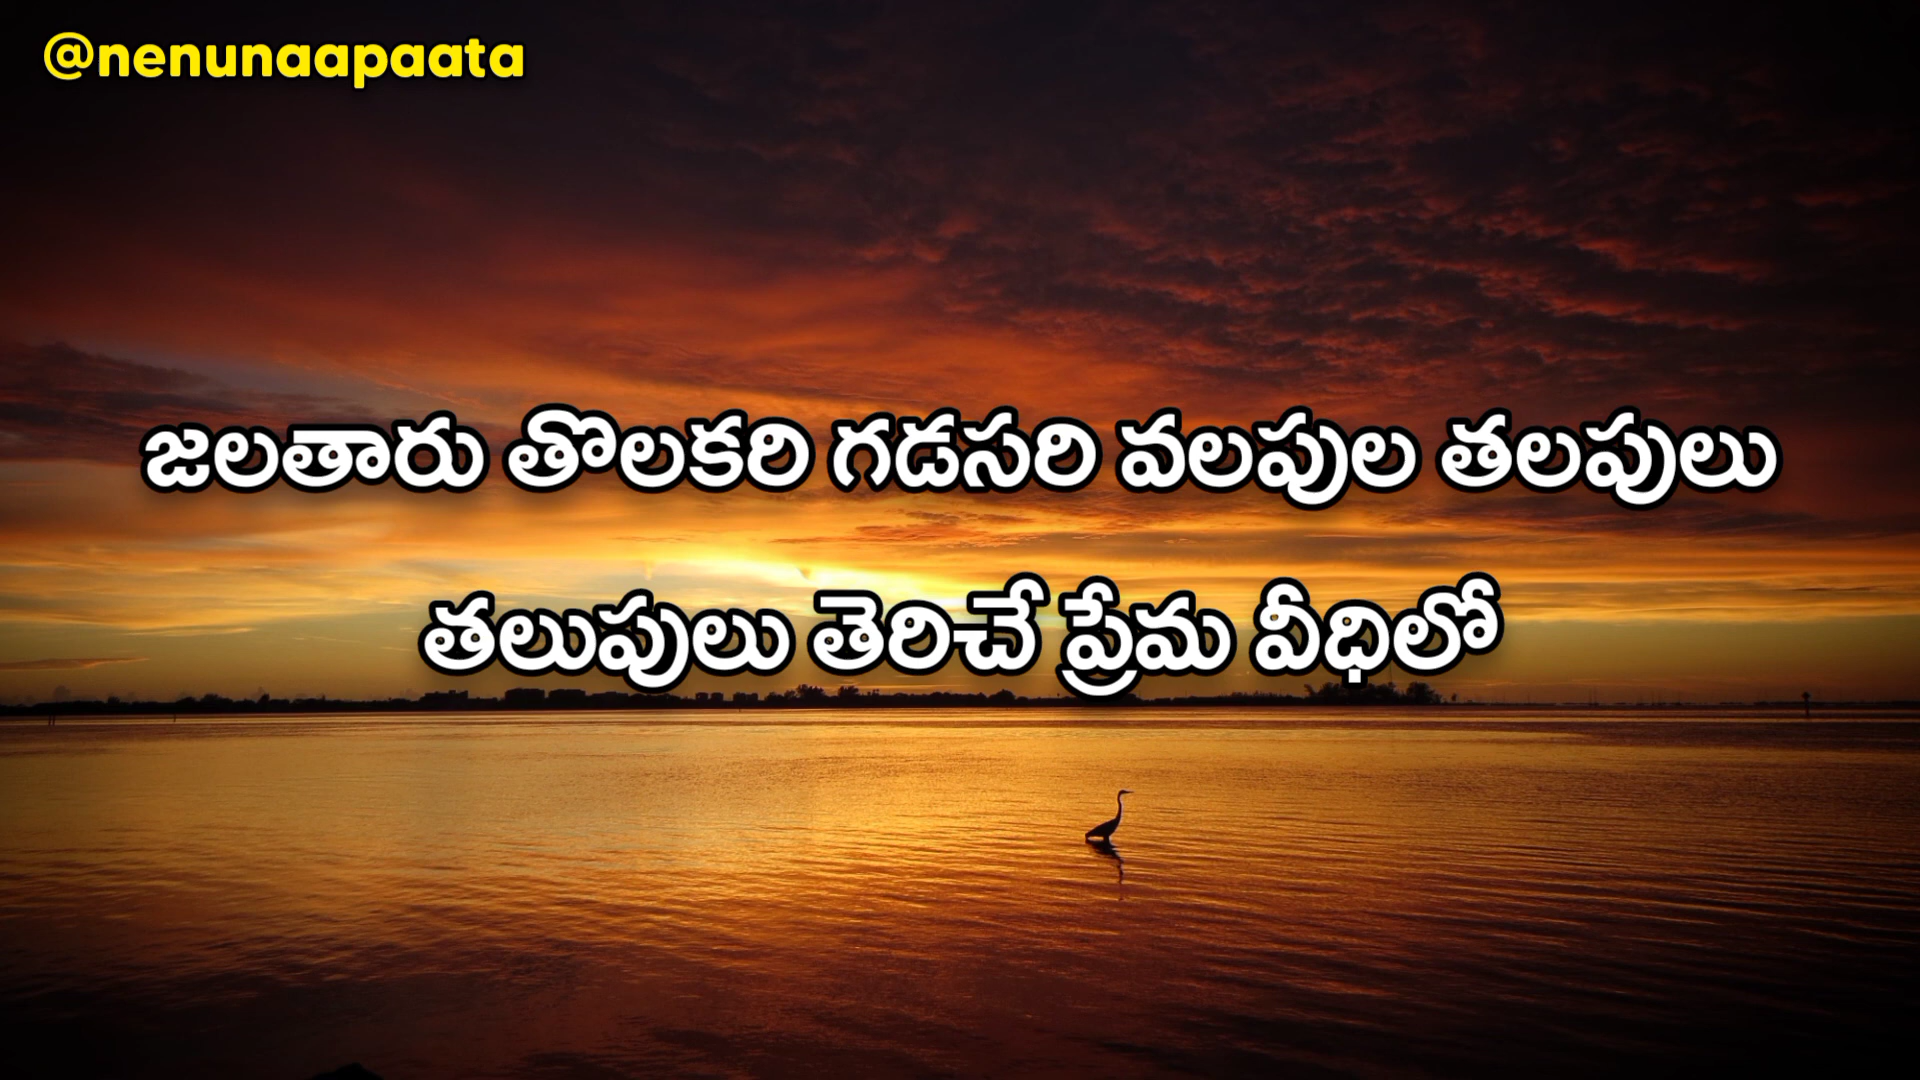 @nenunaapaata
జలతారు తొలకరి గడసరి వలపుల తలపులు
తలుపులు తెరిచే ప్రేమ వీధిలో